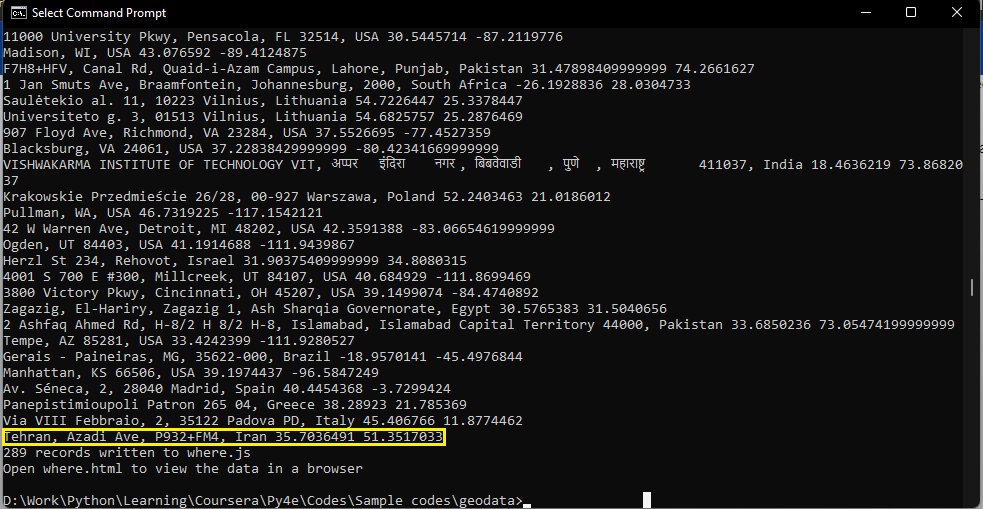 Select Command Prompt
11000 University Pkwy, Pensacola, FL 32514, USA 30.5445714 -87.2119776
Madison, WI, USA 43.076592 -89.4124875
F7H8+HFV, Canal Rd, Quaid-i-Azam Campus, Lahore, Punjab, Pakistan 31.47898409999999 74.2661627
1 Jan Smuts Ave, Braamfontein, Johannesburg, 2000, South Africa -26.1928836 28.0304733
Saulėtekio al. 11, 10223 Vilnius, Lithuania 54.7226447 25.3378447
Universiteto g. 3, 01513 Vilnius, Lithuania 54.6825757 25.2876469
907 Floyd Ave, Richmond, VA 23284, USA 37.5526695 -77.4527359
Blacksburg, VA 24061, USA 37.22838429999999 -80.42341669999999
VISHWAKARMA INSTITUTE OF TECHNOLOGY VIT, अप्पर इंदिरा नगर, बिबवेवाडी , पुणे , महाराष्ट्र 411037, India 18.4636219 73.86820
37
Krakowskie Przedmieście 26/28, 00-927 Warszawa, Poland 52.2403463 21.0186012
Pullman, WA, USA 46.7319225 -117.1542121
42 W Warren Ave, Detroit, MI 48202, USA 42.3591388 -83.06654619999999
Ogden, UT 84403, USA 41.1914688 -111.9439867
Herzl St 234, Rehovot, Israel 31.90375409999999 34.8080315
4001 S 700 E #300, Millcreek, UT 84107, USA 40.684929 -111.8699469
3800 Victory Pkwy, Cincinnati, OH 45207, USA 39.1499074 -84.4740892
Zagazig, El-Hariry, Zagazig 1, Ash Sharqia Governorate, Egypt 30.5765383 31.5040656
2 Ashfaq Ahmed Rd, H-8/2 H 8/2 H-8, Islamabad, Islamabad Capital Territory 44000, Pakistan 33.6850236 73.05474199999999
Tempe, AZ 85281, USA 33.4242399 -111.9280527
Gerais - Paineiras, MG, 35622-000, Brazil -18.9570141 -45.4976844
Manhattan, KS 66506, USA 39.1974437 -96.5847249
Av. Séneca, 2, 28040 Madrid, Spain 40.4454368 -3.7299424
Panepistimioupoli Patron 265 04, Greece 38.28923 21.785369
Via VIII Febbraio, 2, 35122 Padova PD, Italy 45.406766 11.8774462
Tehran, Azadi Ave, P932+FM4, Iran 35.7036491 51.3517033
289 records written to where.js
Open where.html to view the data in a browser
D:\Work\Python\Learning\Coursera\Py4e\Codes\Sample codes\geodata>